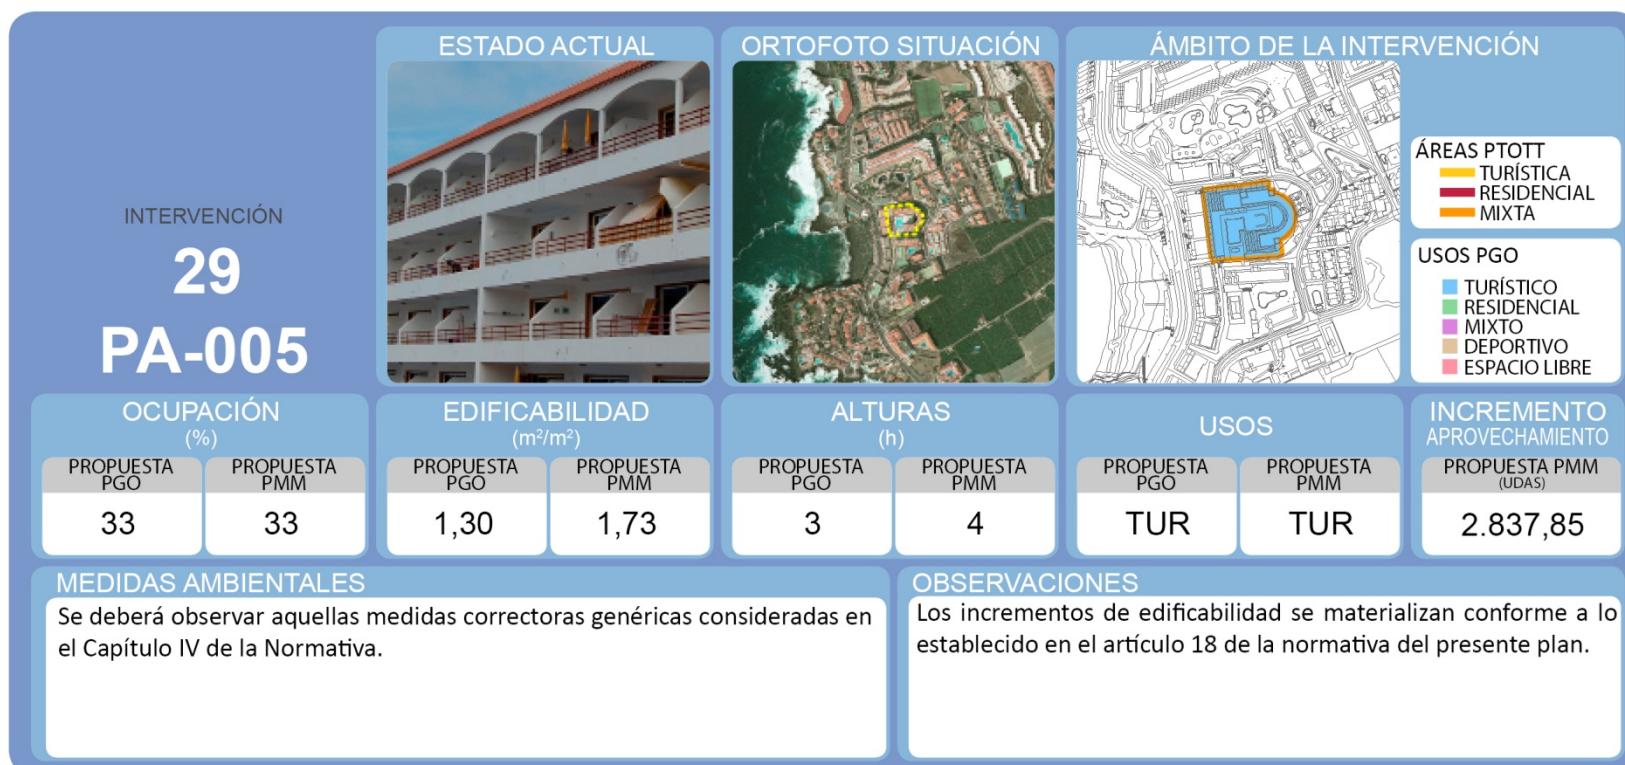 INTERVENCIÓN
29
PA-005
ESTADO ACTUAL
ORTOFOTO SITUACIÓN
ÁMBITO DE LA INTERVENCIÓN
ÁREAS PTOTT
TURÍSTICA
RESIDENCIAL
MIXTA
USOS PGO
TURÍSTICO
RESIDENCIAL
MIXTO
DEPORTIVO
ESPACIO LIBRE
OCUPACIÓN
(%)
PROPUESTA
PGO
PROPUESTA
PMM
33
33
EDIFICABILIDAD
(m²/m²)
PROPUESTA
PGO
PROPUESTA
PMM
1,30
1,73
ALTURAS
(h)
PROPUESTA
PGO
PROPUESTA
PMM
3
4
USOS
PROPUESTA
PGO
PROPUESTA
PMM
TUR
TUR
INCREMENTO
APROVECHAMIENTO
PROPUESTA PMM
(UDAS)
2.837,85
MEDIDAS AMBIENTALES
Se deberá observar aquellas medidas correctoras genéricas consideradas en
el Capítulo IV de la Normativa.
OBSERVACIONES
Los incrementos de edificabilidad se materializan conforme a lo
establecido en el artículo 18 de la normativa del presente plan.